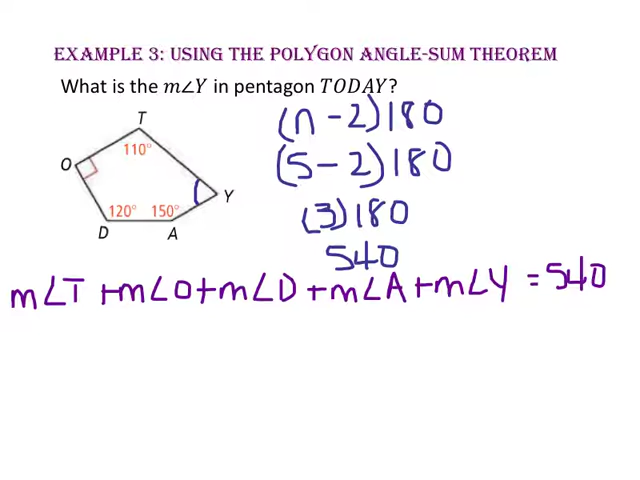 EXAMPLE 3: USING THE POLYGON ANGLE-SUM THEOREM
What is the m∠Y in pentagon TODAY?
(n - 2)180
(5 - 2)180
(3)180
540
T
110°
O
Y
120° 150°
D
A
m∠T + m∠O + m∠D + m∠A + m∠Y = 540